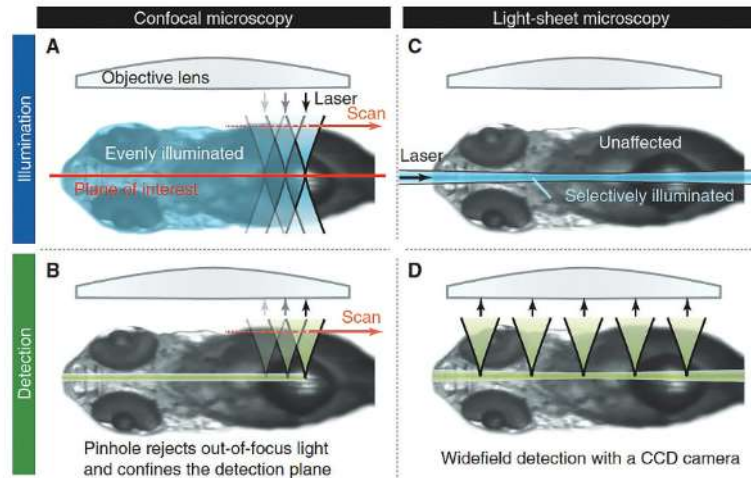 Confocal microscopy
Light-sheet microscopy
Illumination
A
Objective lens
Laser
Scan
Evenly illuminated
Plane of interest
C
Unaffected
Laser
Selectively illuminated
Detection
B
Scan
Pinhole rejects out-of-focus light
and confines the detection plane
D
Widefield detection with a CCD camera